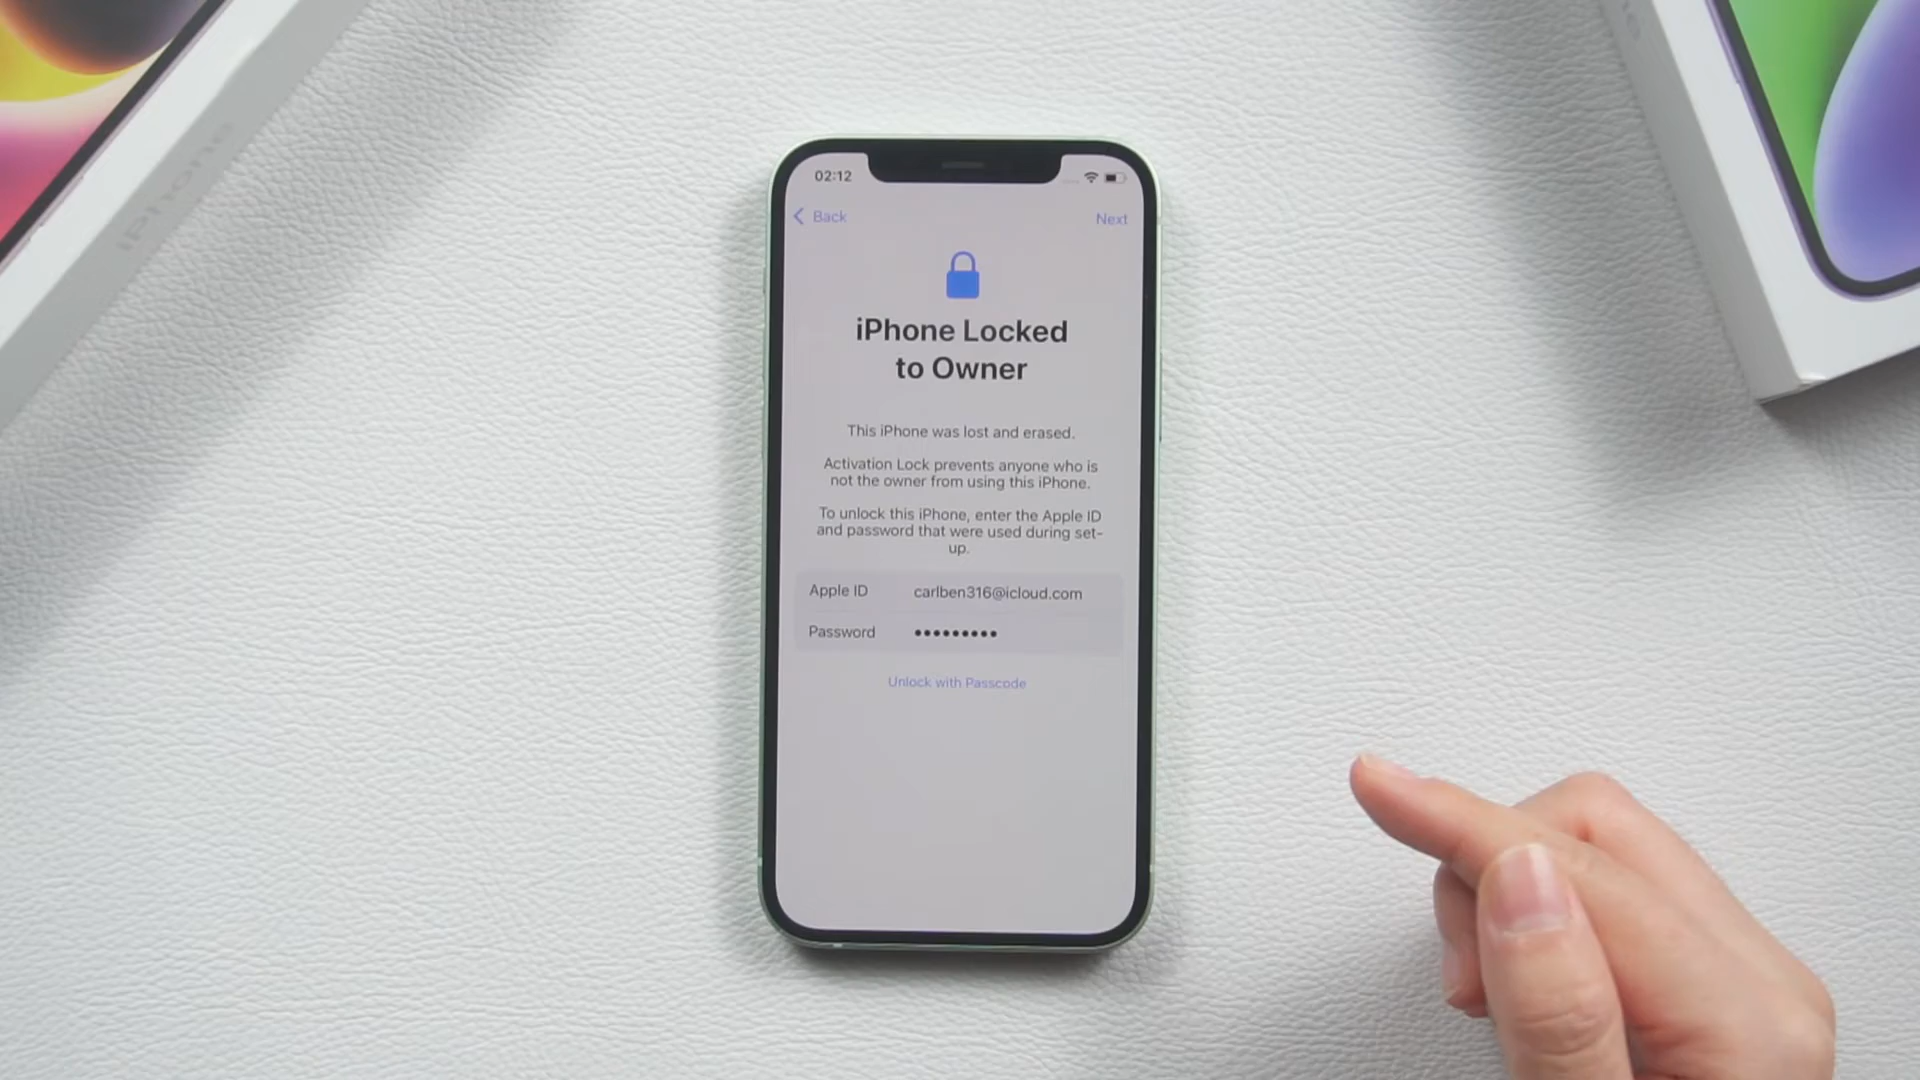 02:12
Back
Next
iPhone Locked
to Owner
This iPhone was lost and erased.
Activation Lock prevents anyone who is
not the owner from using this iPhone.
To unlock this iPhone, enter the Apple ID
and password that were used during set-
up.
Apple ID carlben316@icloud.com
Password •••••••••
Unlock with Passcode